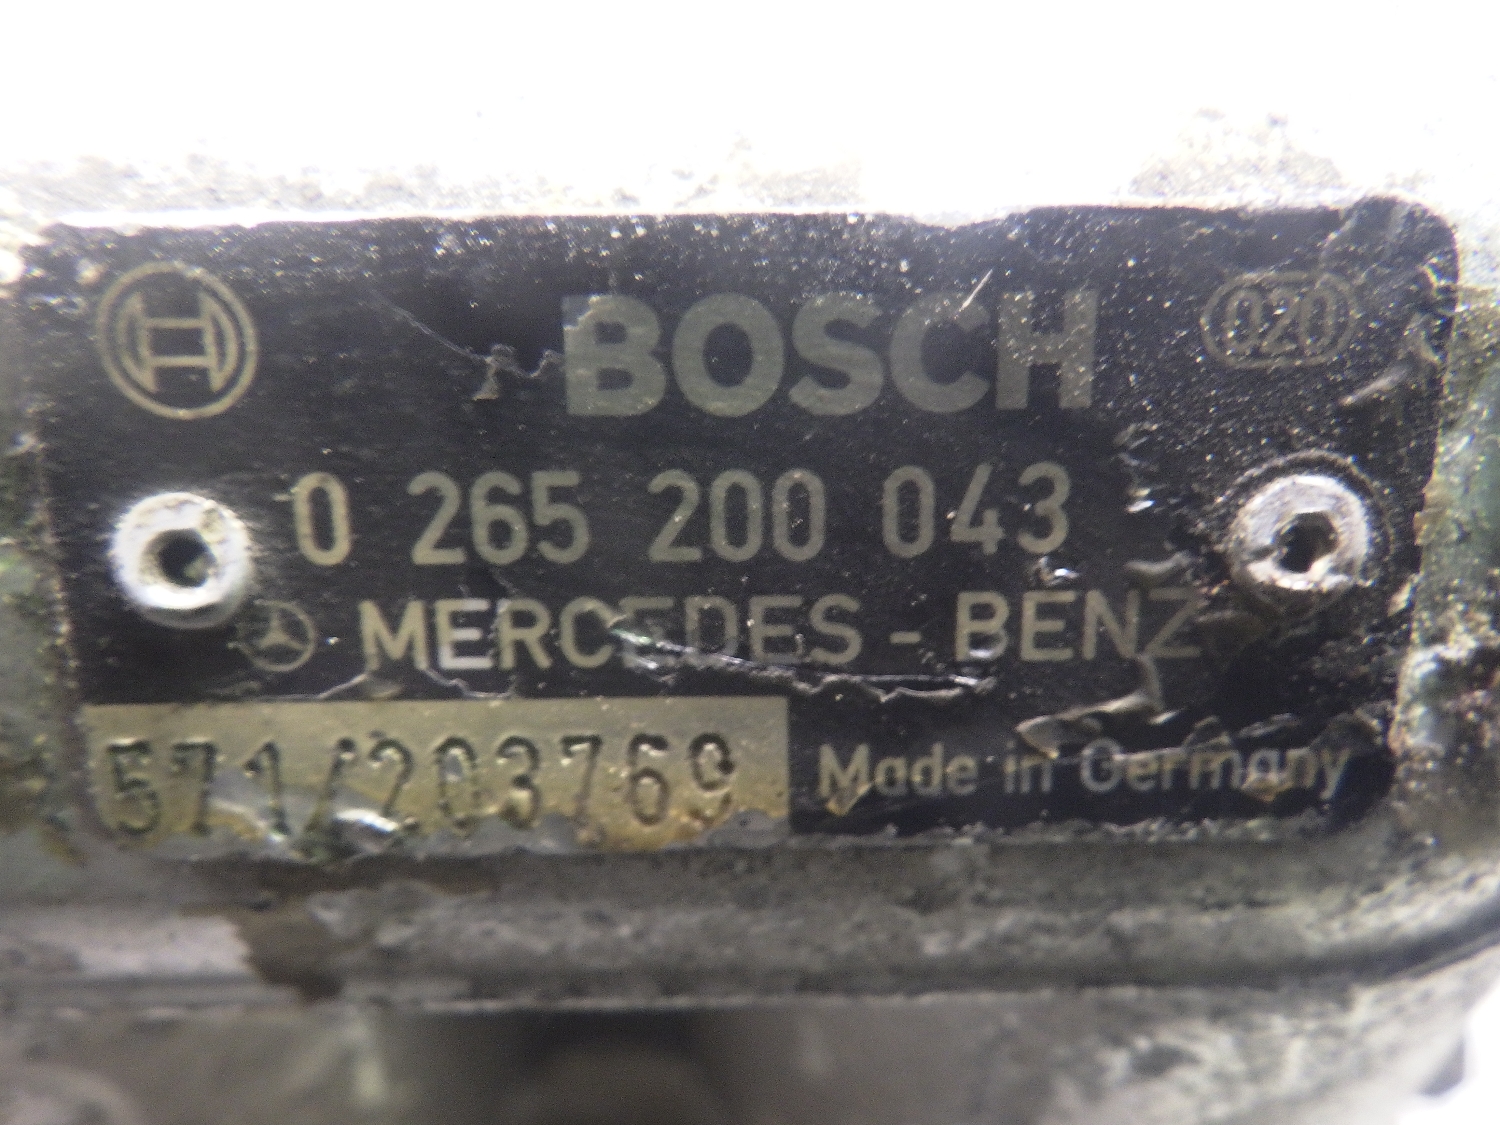 BOSCH 020
0 265 200 043
MERCEDES - BENZ
571/203769
Made in Germany